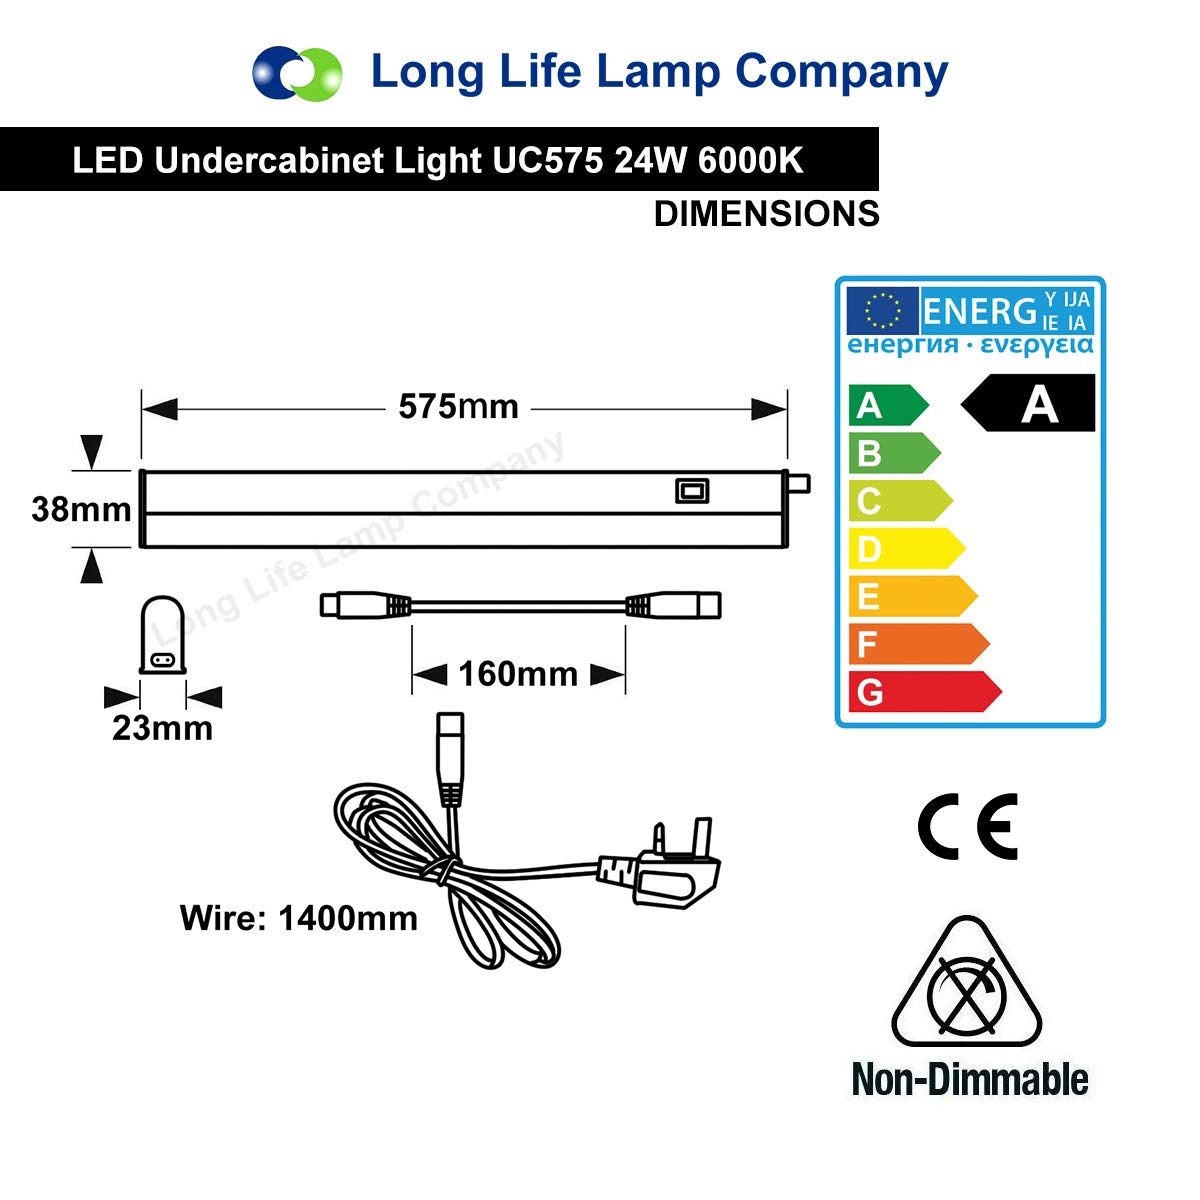 Long Life Lamp Company
LED Undercabinet Light UC575 24W 6000K
DIMENSIONS
ENERG Y IJA
IE IA
енергия · ενεργεια
A
A
B
C
D
E
F
G
575mm
38mm
Long Life Lamp Company
160mm
23mm
Wire: 1400mm
CE
Non-Dimmable